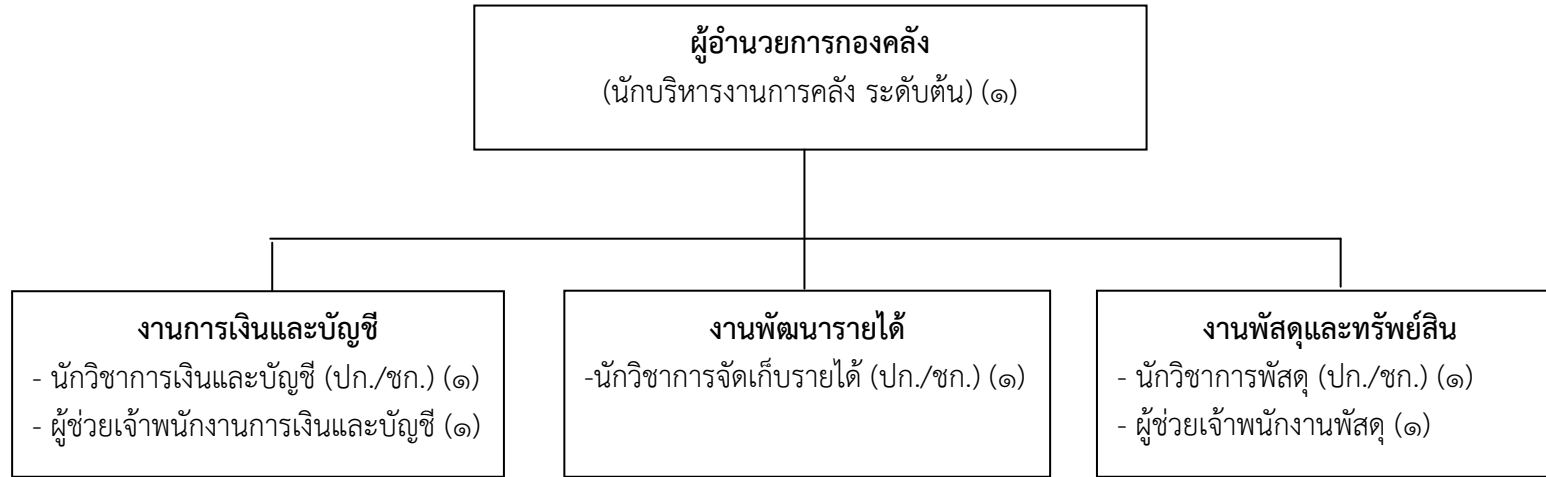 ผู้อำนวยการกองคลัง
(นักบริหารงานการคลัง ระดับต้น) (๑)
งานการเงินและบัญชี
- นักวิชาการเงินและบัญชี (ปก./ชก.) (๑)
- ผู้ช่วยเจ้าพนักงานการเงินและบัญชี (๑)
งานพัฒนารายได้
-นักวิชาการจัดเก็บรายได้ (ปก./ชก.) (๑)
งานพัสดุและทรัพย์สิน
- นักวิชาการพัสดุ (ปก./ชก.) (๑)
- ผู้ช่วยเจ้าพนักงานพัสดุ (๑)